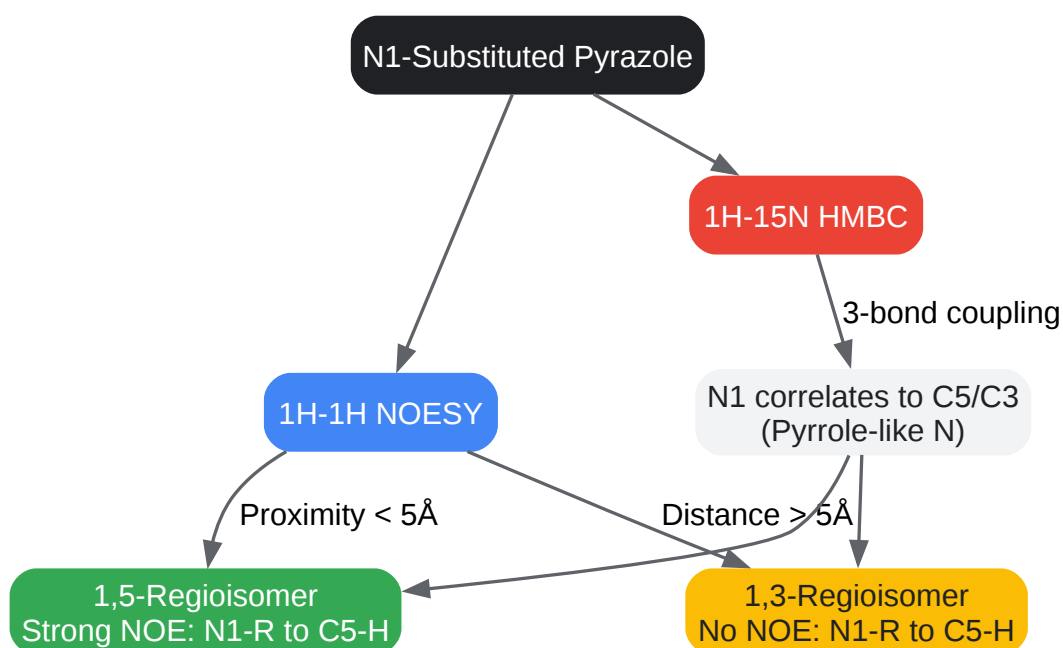 N1-Substituted Pyrazole
1H-15N HMBC
3-bond coupling
1H-1H NOESY
N1 correlates to C5/C3
(Pyrrole-like N)
Proximity < 5Å
Distance > 5Å
1,5-Regioisomer
Strong NOE: N1-R to C5-H
1,3-Regioisomer
No NOE: N1-R to C5-H